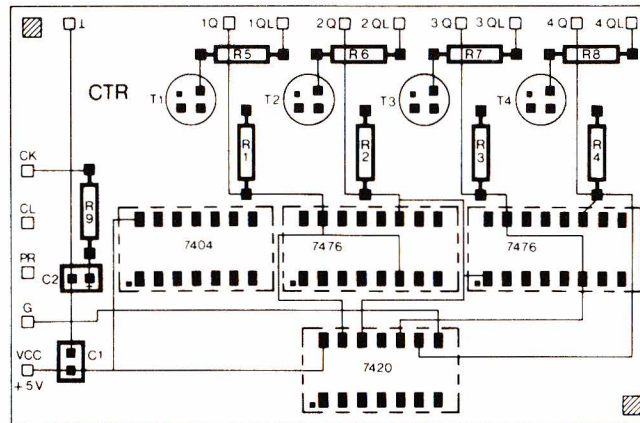 ⊥ 1Q 1QL 2Q 2QL 3Q 3QL 4Q 4QL
R5 R6 R7 R8
CTR T1 T2 T3 T4
CK
R1 R2 R3 R4
R9
CL
7404 7476 7476
PR
C2 +
G
7420
VCC C1
+5V